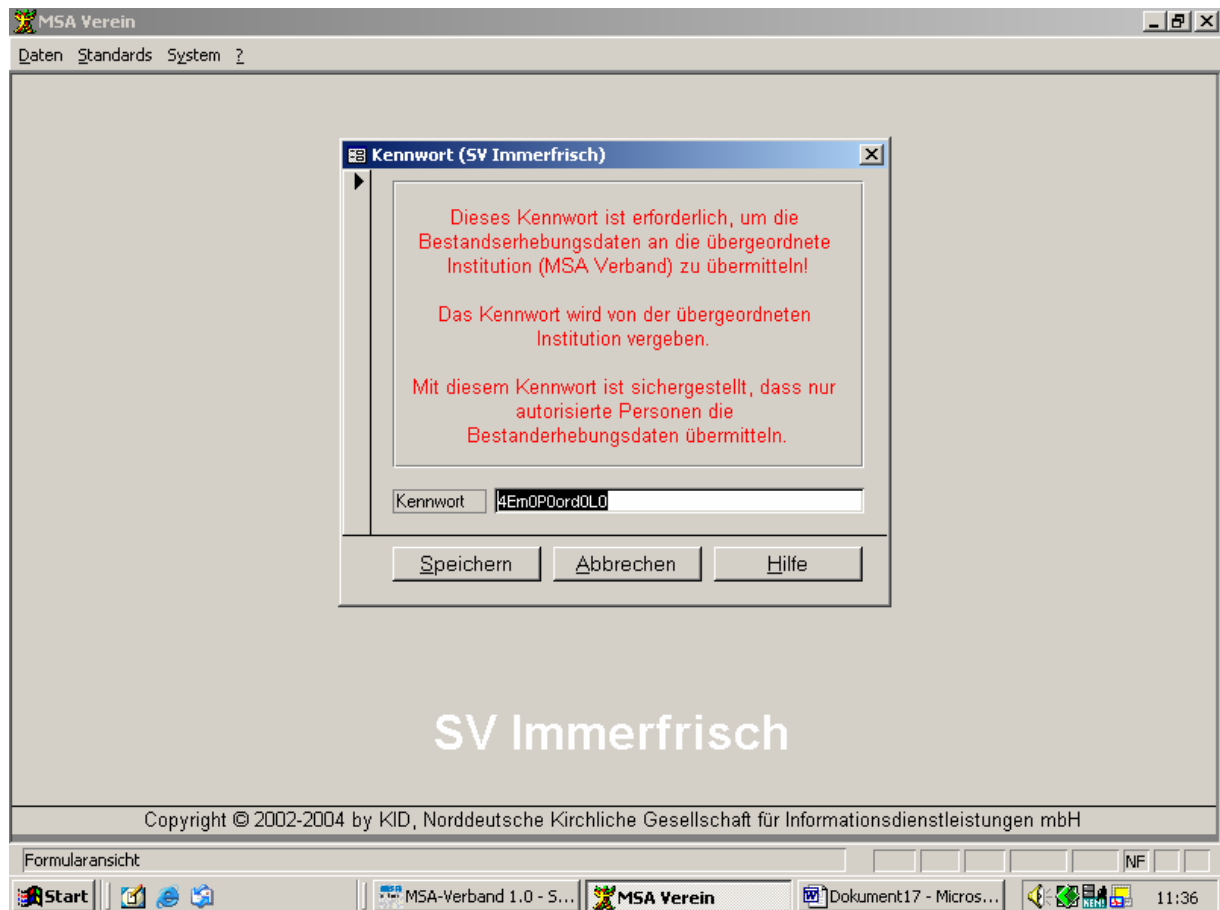 MSA Verein
Daten Standards System ?
Kennwort (SV Immerfrisch)
Dieses Kennwort ist erforderlich, um die
Bestandserhebungsdaten an die übergeordnete
Institution (MSA Verband) zu übermitteln!
Das Kennwort wird von der übergeordneten
Institution vergeben.
Mit diesem Kennwort ist sichergestellt, dass nur
autorisierte Personen die
Bestanderhebungsdaten übermitteln.
Kennwort 4Em0P0ord0L0
Speichern Abbrechen Hilfe
SV Immerfrisch
Copyright © 2002-2004 by KID, Norddeutsche Kirchliche Gesellschaft für Informationsdienstleistungen mbH
Formularansicht NF
Start MSA-Verband 1.0 - S... MSA Verein Dokument17 - Micros... 11:36